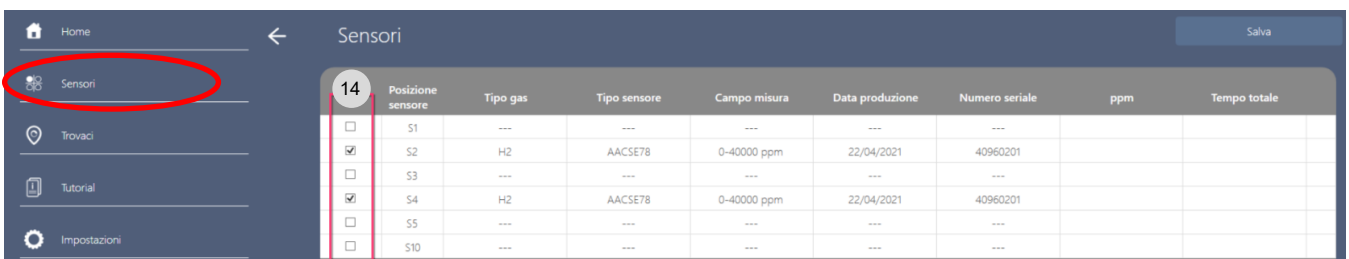 Home
Sensori
Trovaci
Tutorial
Impostazioni
Sensori
Salva
14 Posizione sensore Tipo gas Tipo sensore Campo misura Data produzione Numero seriale ppm Tempo totale
S1 --- --- --- --- ---
S2 H2 AACSE78 0-40000 ppm 22/04/2021 40960201
S3 --- --- --- --- ---
S4 H2 AACSE78 0-40000 ppm 22/04/2021 40960201
S5 --- --- --- --- ---
S10 --- --- --- --- ---